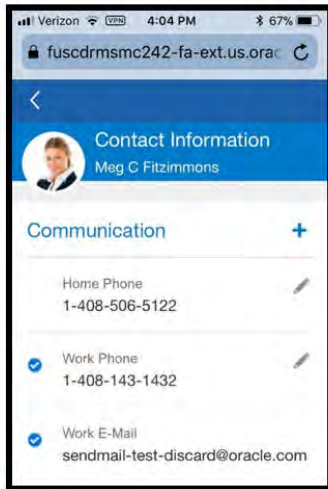 Verizon VPN 4:04 PM 67%
fuscdrmsmc242-fa-ext.us.orac
Contact Information
Meg C Fitzimmons
Communication +
Home Phone
1-408-506-5122
Work Phone
1-408-143-1432
Work E-Mail
sendmail-test-discard@oracle.com